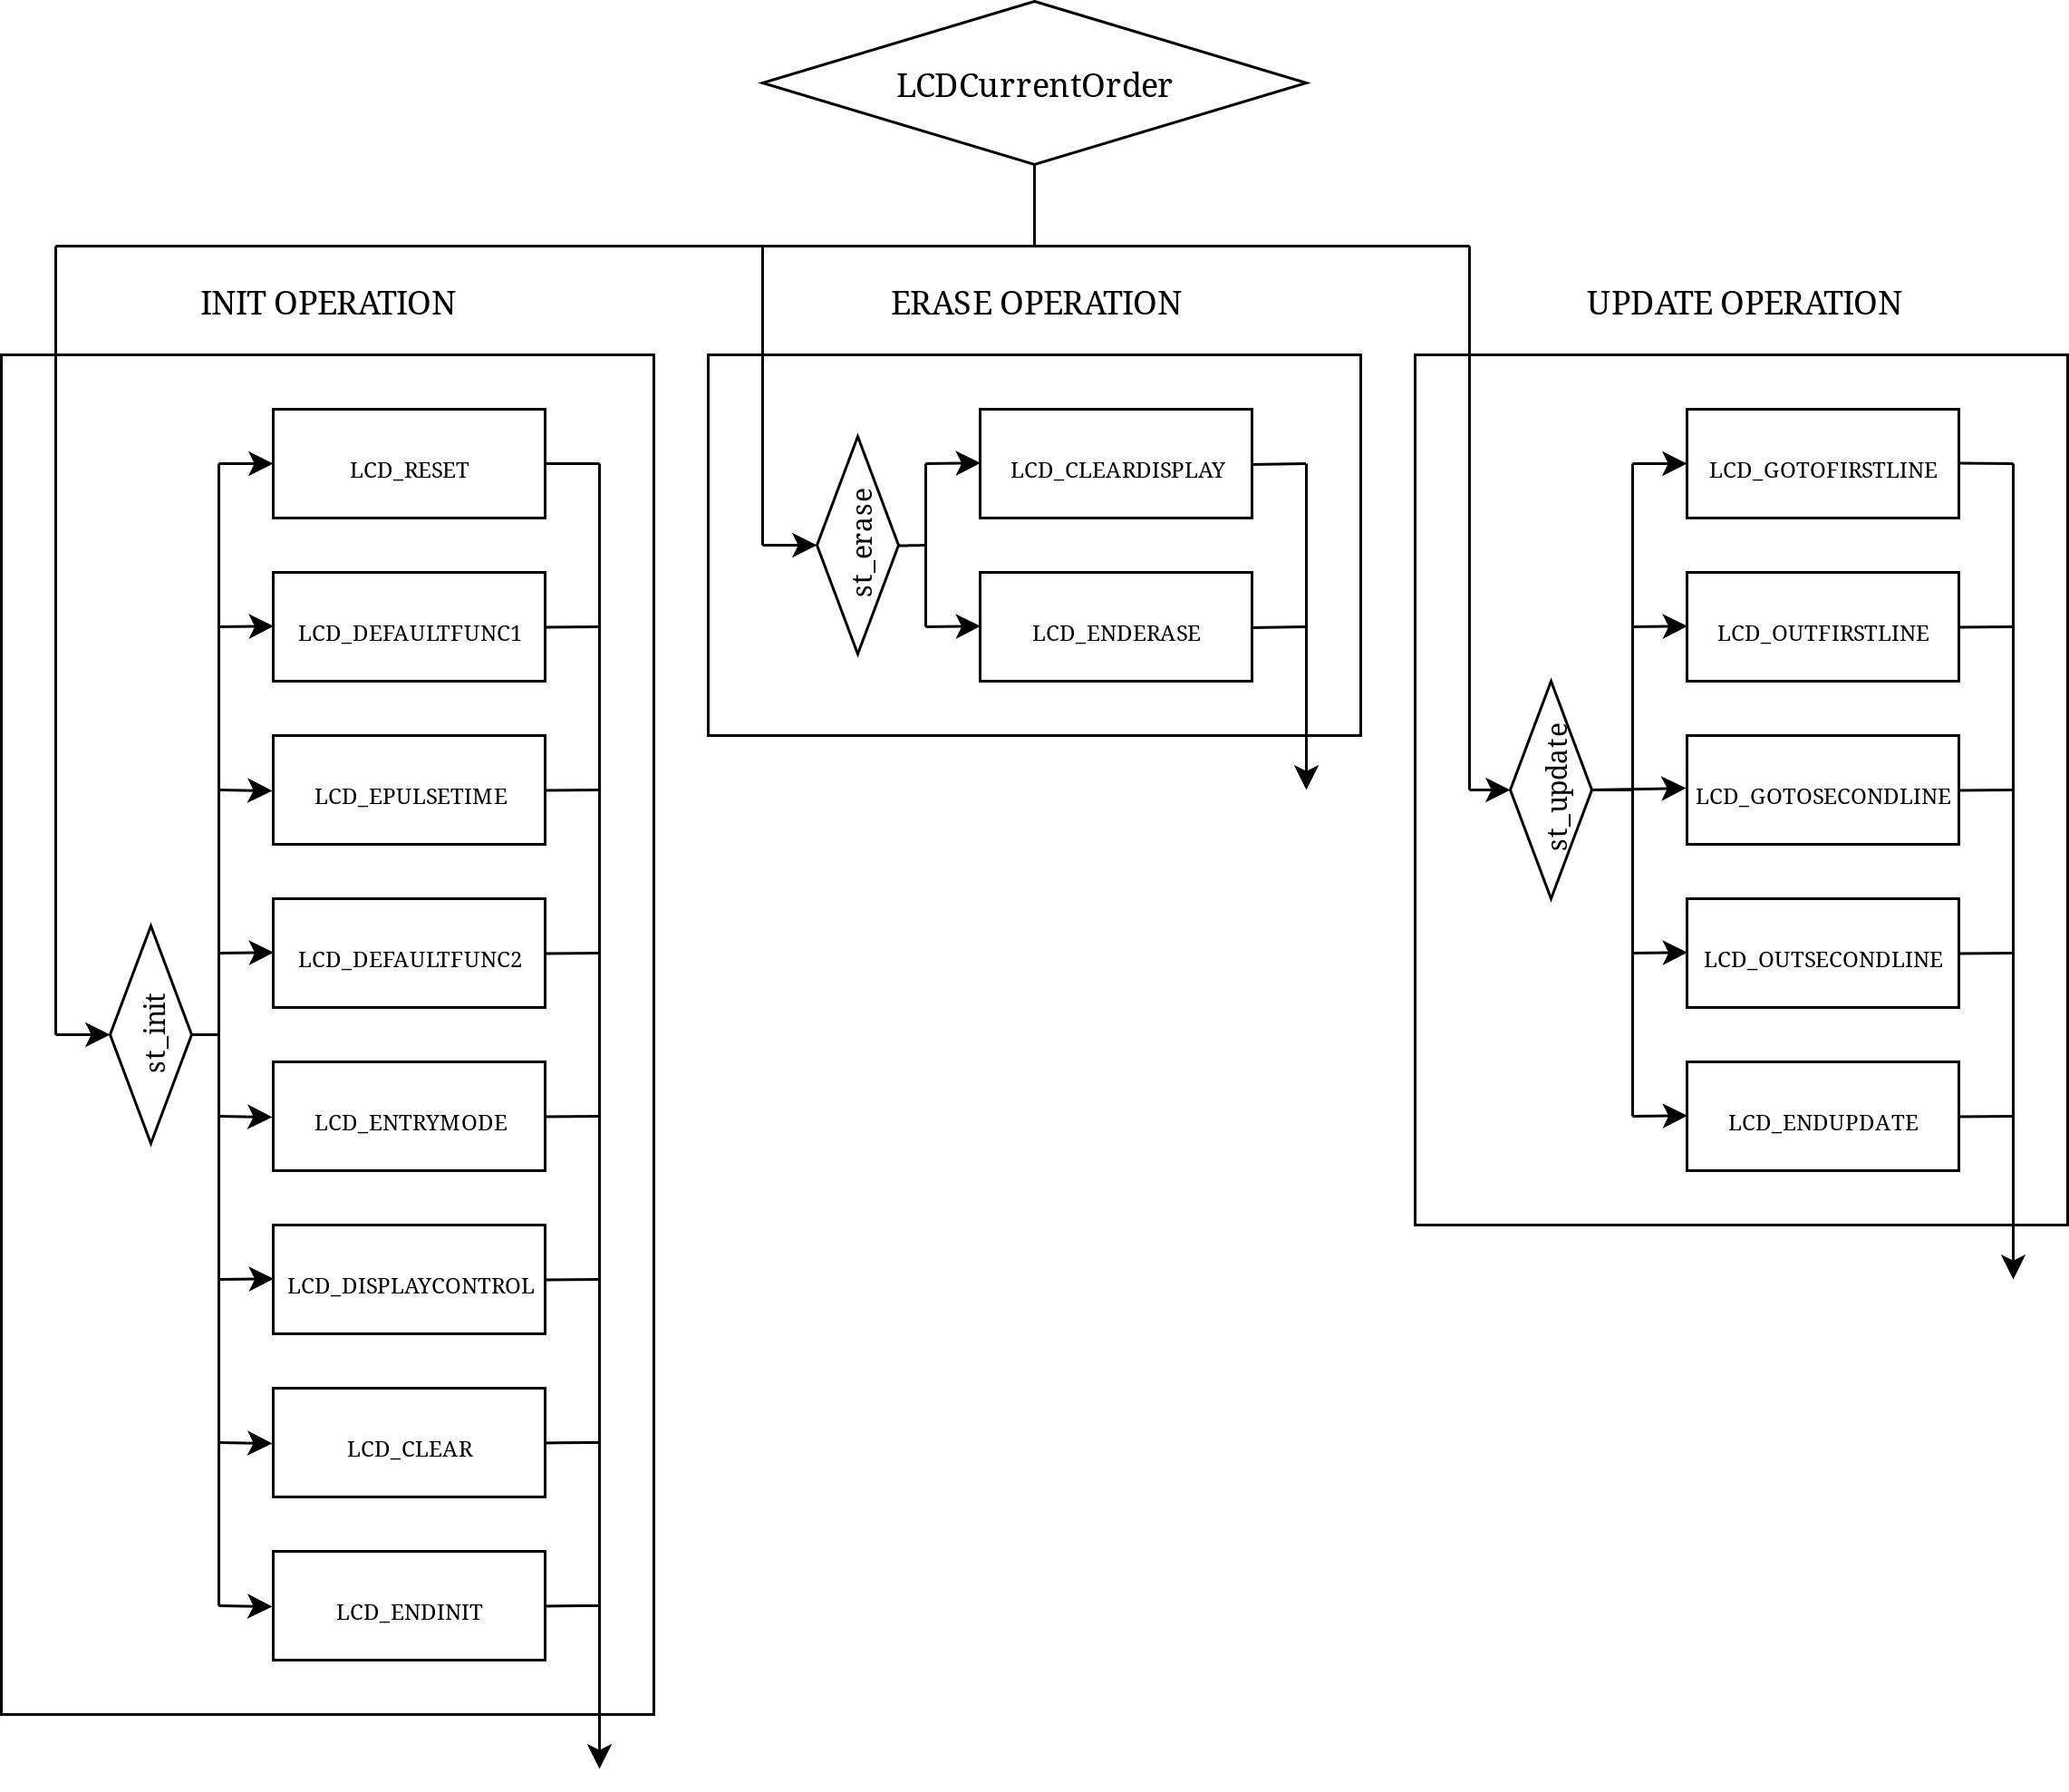 LCDCurrentOrder
INIT OPERATION
st_init
LCD_RESET
LCD_DEFAULTFUNC1
LCD_EPULSETIME
LCD_DEFAULTFUNC2
LCD_ENTRYMODE
LCD_DISPLAYCONTROL
LCD_CLEAR
LCD_ENDINIT
ERASE OPERATION
st_erase
LCD_CLEARDISPLAY
LCD_ENDERASE
UPDATE OPERATION
st_update
LCD_GOTOFIRSTLINE
LCD_OUTFIRSTLINE
LCD_GOTOSECONDLINE
LCD_OUTSECONDLINE
LCD_ENDUPDATE